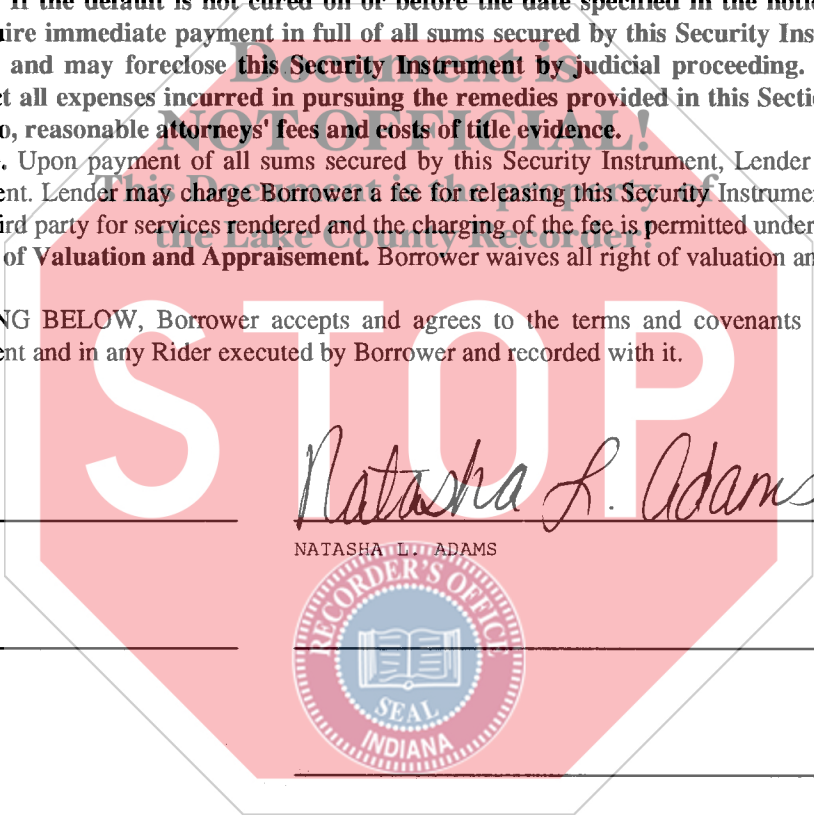 If the default is not cured on or before the date specified in the noti
ire immediate payment in full of all sums secured by this Security Ins
and may foreclose this Security Instrument by judicial proceeding.
t all expenses incurred in pursuing the remedies provided in this Secti
o, reasonable attorneys' fees and costs of title evidence.
. Upon payment of all sums secured by this Security Instrument, Lender
ent. Lender may charge Borrower a fee for releasing this Security Instrume
ird party for services rendered and the charging of the fee is permitted under
of Valuation and Appraisement. Borrower waives all right of valuation an
NG BELOW, Borrower accepts and agrees to the terms and covenants
ent and in any Rider executed by Borrower and recorded with it.
Document is
NOT OFFICIAL!
This Document is the property of
the Lake County Recorder!
STOP
Natasha L. Adams
NATASHA L. ADAMS
RECORDER'S OFFICE
SEAL
INDIANA